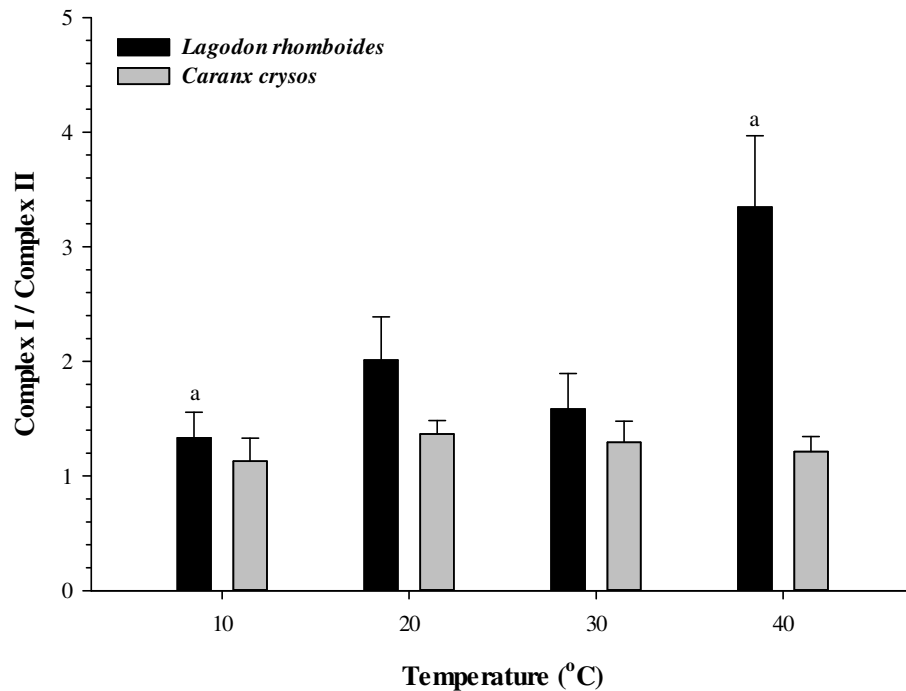 5
Lagodon rhomboides
Caranx crysos
4
a
3
2
a
1
0
10 20 30 40
Complex I / Complex II
Temperature (°C)